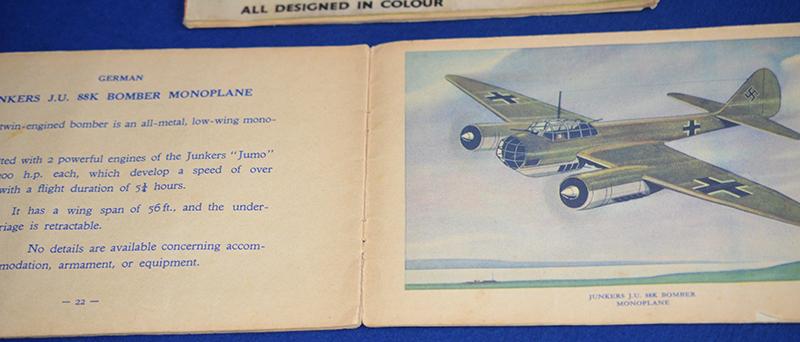 ALL DESIGNED IN COLOUR
GERMAN
NKERS J.U. 88K BOMBER MONOPLANE
twin-engined bomber is an all-metal, low-wing mono-
ted with 2 powerful engines of the Junkers "Jumo"
00 h.p. each, which develop a speed of over
with a flight duration of 5¼ hours.
It has a wing span of 56 ft., and the under-
riage is retractable.
No details are available concerning accom-
modation, armament, or equipment.
— 22 —
JUNKERS J.U. 88K BOMBER
MONOPLANE